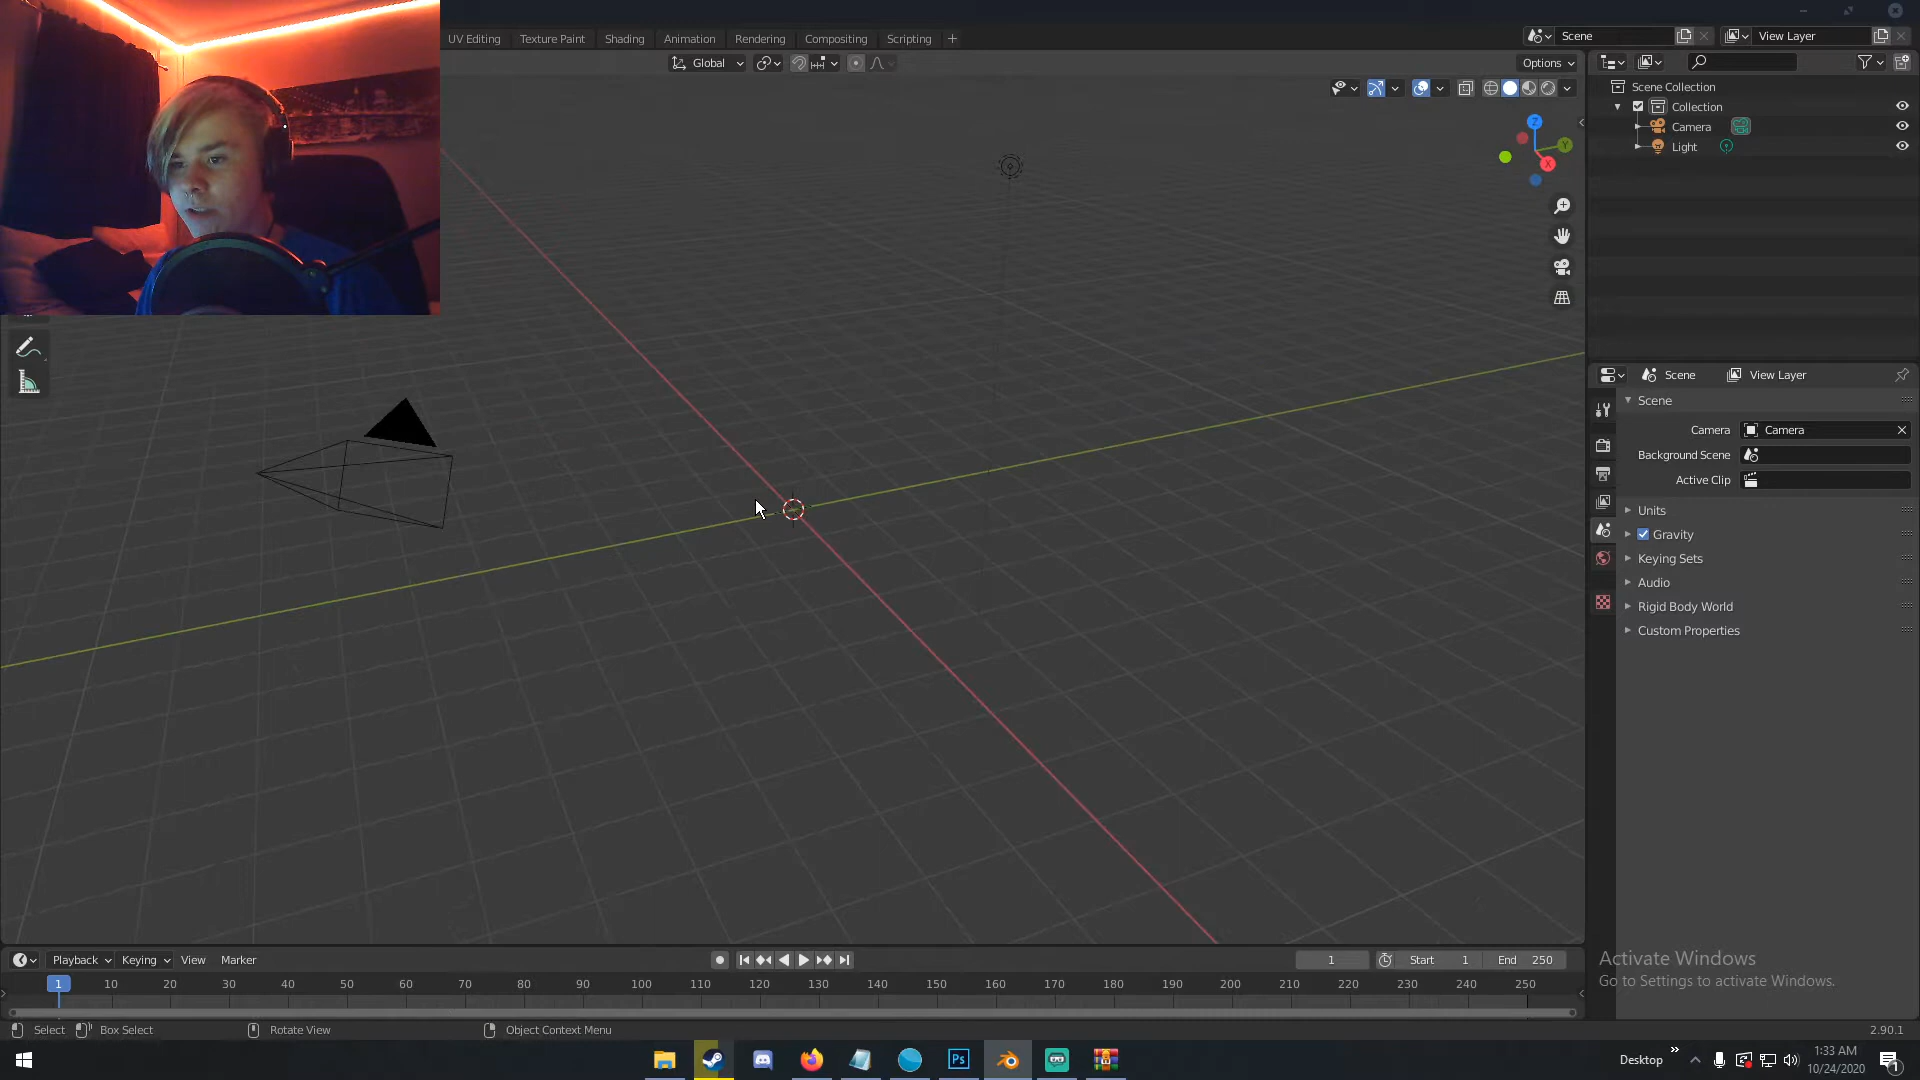 UV Editing Texture Paint Shading Animation Rendering Compositing Scripting +
Scene
View Layer
Global
Options
Scene Collection
Collection
Camera
Light
Z
Y
X
Scene View Layer
Scene
Camera Camera
Background Scene
Active Clip
Units
Gravity
Keying Sets
Audio
Rigid Body World
Custom Properties
Playback Keying View Marker
1 Start 1 End 250
1 10 20 30 40 50 60 70 80 90 100 110 120 130 140 150 160 170 180 190 200 210 220 230 240 250
Activate Windows
Go to Settings to activate Windows.
Select Box Select Rotate View Object Context Menu
2.90.1
Ps
Desktop
1:33 AM
10/24/2020
1